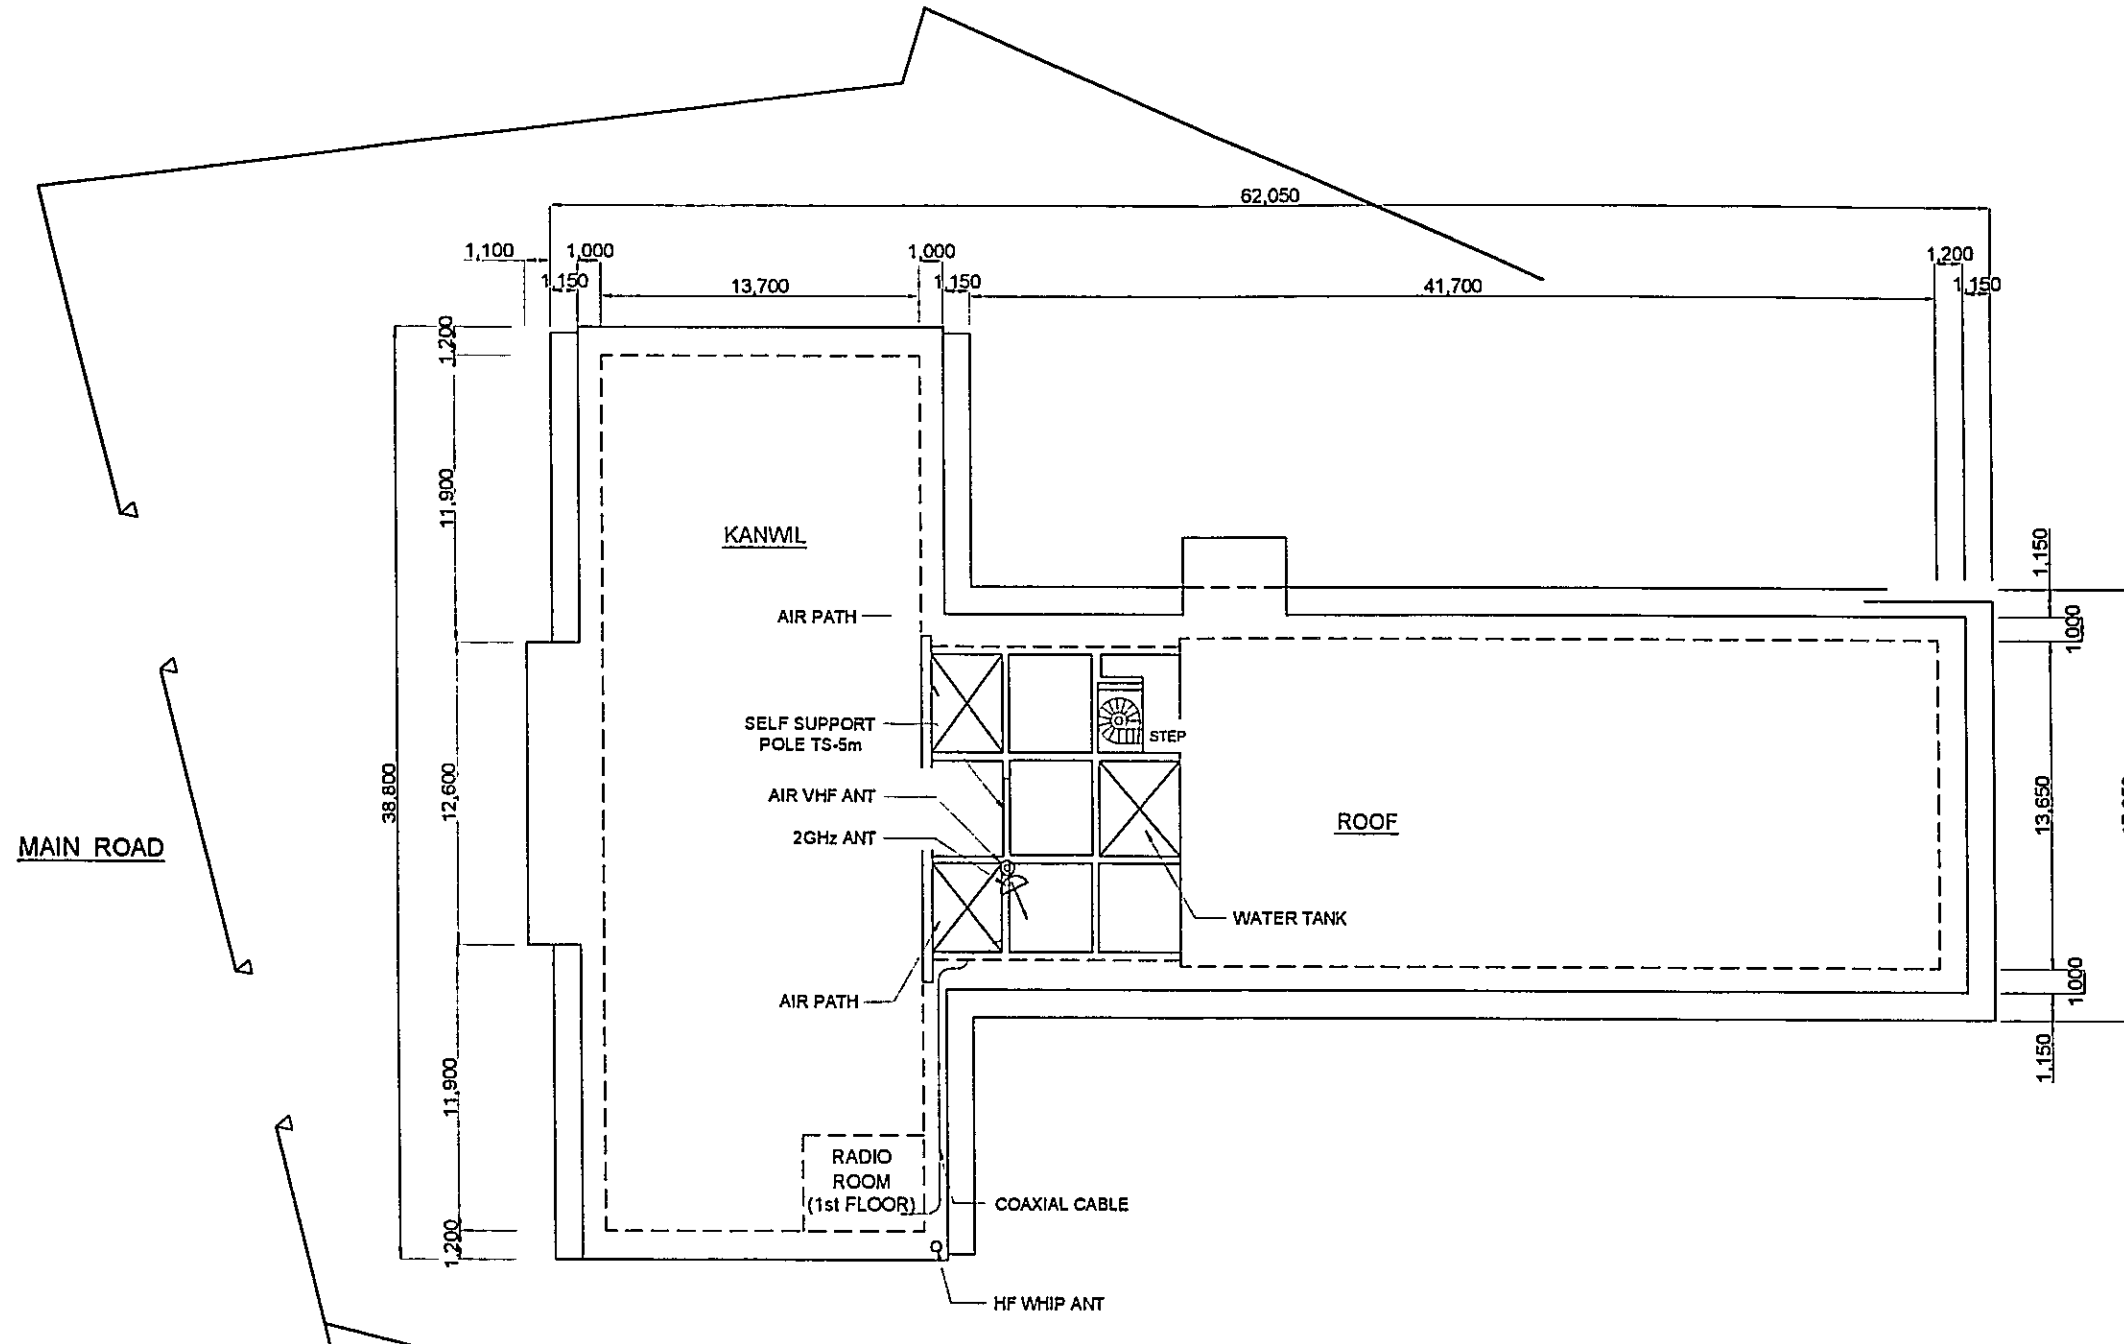 62,050
1,100
1,000
1,000
1,200
1,150
13,700
1,150
41,700
1,150
1,200
11,900
KANWIL
1,150
AIR PATH
1,000
SELF SUPPORT
POLE TS-5m
STEP
38,800
12,600
AIR VHF ANT
2GHz ANT
ROOF
13,650
MAIN ROAD
WATER TANK
AIR PATH
1,000
1,150
11,900
RADIO
ROOM
(1st FLOOR)
COAXIAL CABLE
1,200
HF WHIP ANT